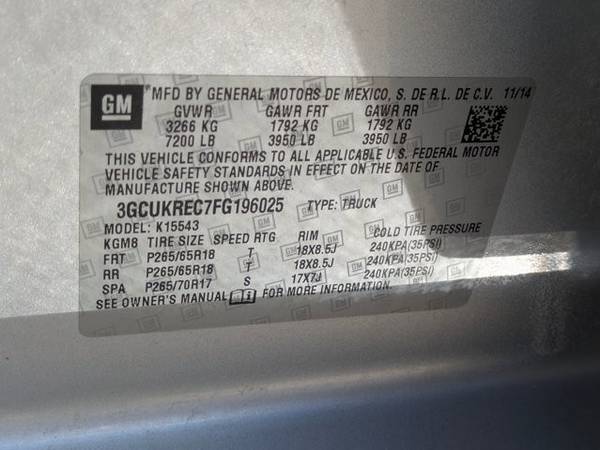 GM *MFD BY GENERAL MOTORS DE MEXICO, S. DE R.L. DE C.V. 11/14
GVWR GAWR FRT GAWR RR
3266 KG 1792 KG 1792 KG
7200 LB 3950 LB 3950 LB
THIS VEHICLE CONFORMS TO ALL APPLICABLE U.S. FEDERAL MOTOR
VEHICLE SAFETY STANDARDS IN EFFECT ON THE DATE OF
MANUFACTURE SHOWN ABOVE.
3GCUKREC7FG196025 TYPE: TRUCK
MODEL: K15543
KGM8 TIRE SIZE SPEED RTG RIM COLD TIRE PRESSURE
FRT P265/65R18 T 18X8.5J 240KPA(35PSI)
RR P265/65R18 T 18X8.5J 240KPA(35PSI)
SPA P265/70R17 S 17X7J 240KPA(35PSI)
SEE OWNER'S MANUAL FOR MORE INFORMATION.